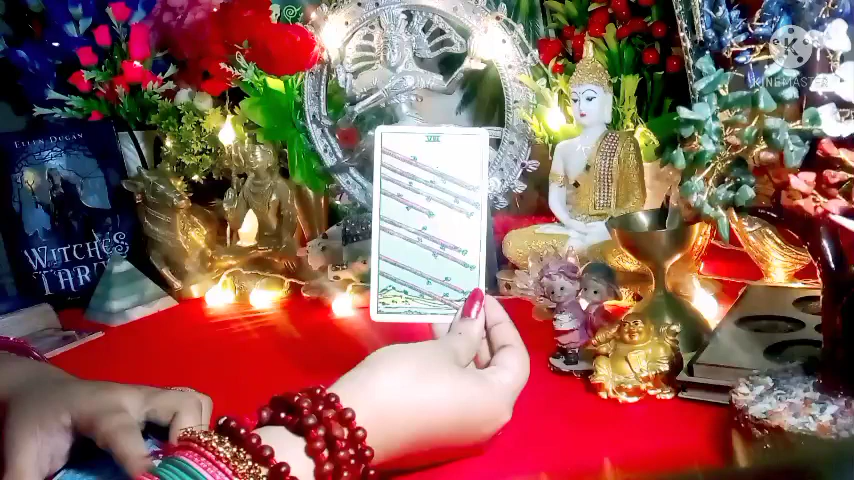 ELLEN DUGAN
WITCHES
TAROT
VIII
KINEMASTER